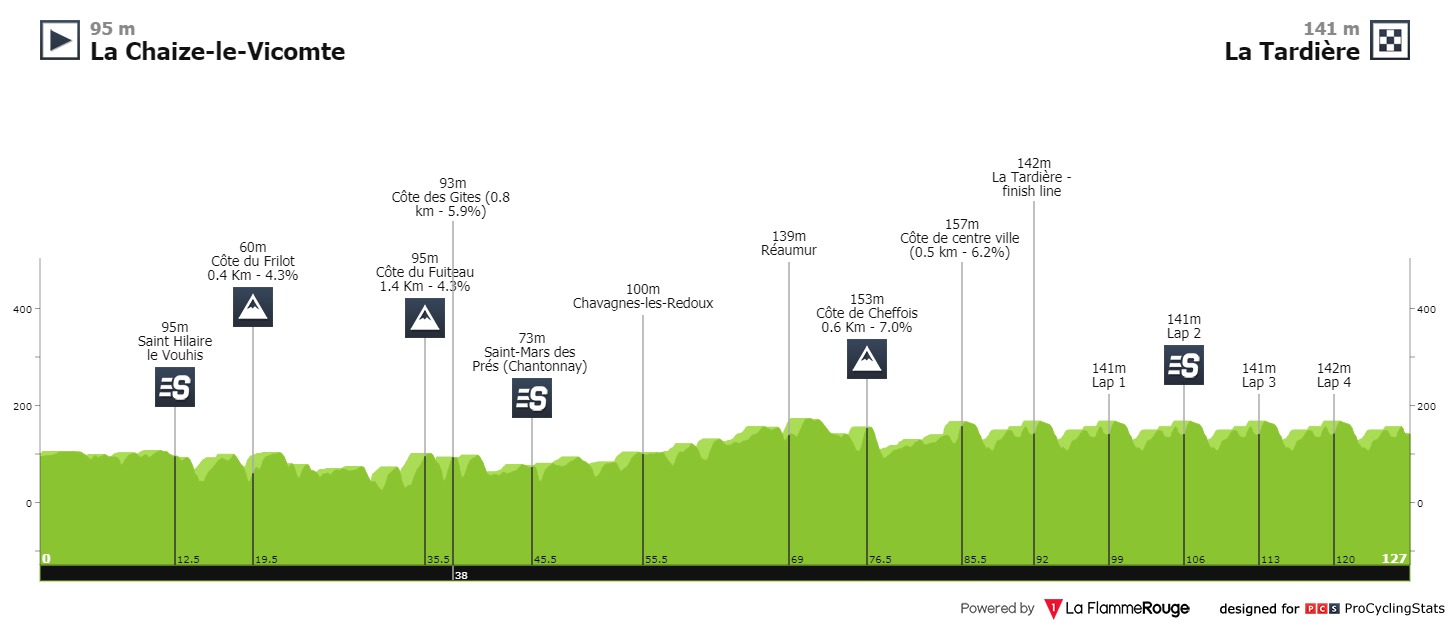 95 m
La Chaize-le-Vicomte
141 m
La Tardière
95m
Saint Hilaire
le Vouhis
S
60m
Côte du Frilot
0.4 Km - 4.3%
95m
Côte du Fuiteau
1.4 Km - 4.3%
93m
Côte des Gites (0.8
km - 5.9%)
73m
Saint-Mars des
Prés (Chantonnay)
S
100m
Chavagnes-les-Redoux
139m
Réaumur
153m
Côte de Cheffois
0.6 Km - 7.0%
157m
Côte de centre ville
(0.5 km - 6.2%)
142m
La Tardière -
finish line
141m
Lap 1
141m
Lap 2
S
141m
Lap 3
142m
Lap 4
400
200
0
400
200
0
0 12.5 19.5 35.5 45.5 55.5 69 76.5 85.5 92 99 106 113 120 127
38
Powered by 1 La FlammeRouge designed for PCS ProCyclingStats